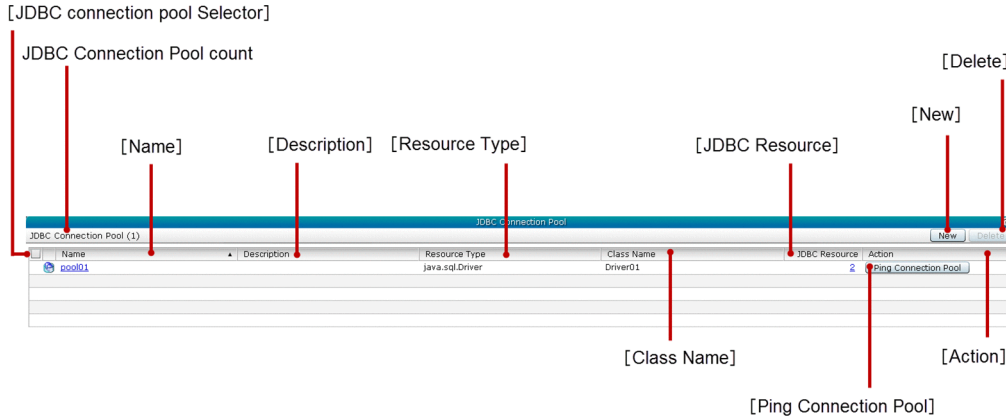 [JDBC connection pool Selector]
JDBC Connection Pool count
[Delete]
[New]
[Name]
[Description]
[Resource Type]
[JDBC Resource]
JDBC Connection Pool
JDBC Connection Pool (1)
New
Delete
Name
Description
Resource Type
Class Name
JDBC Resource
Action
pool01
java.sql.Driver
Driver01
2
Ping Connection Pool
[Class Name]
[Action]
[Ping Connection Pool]